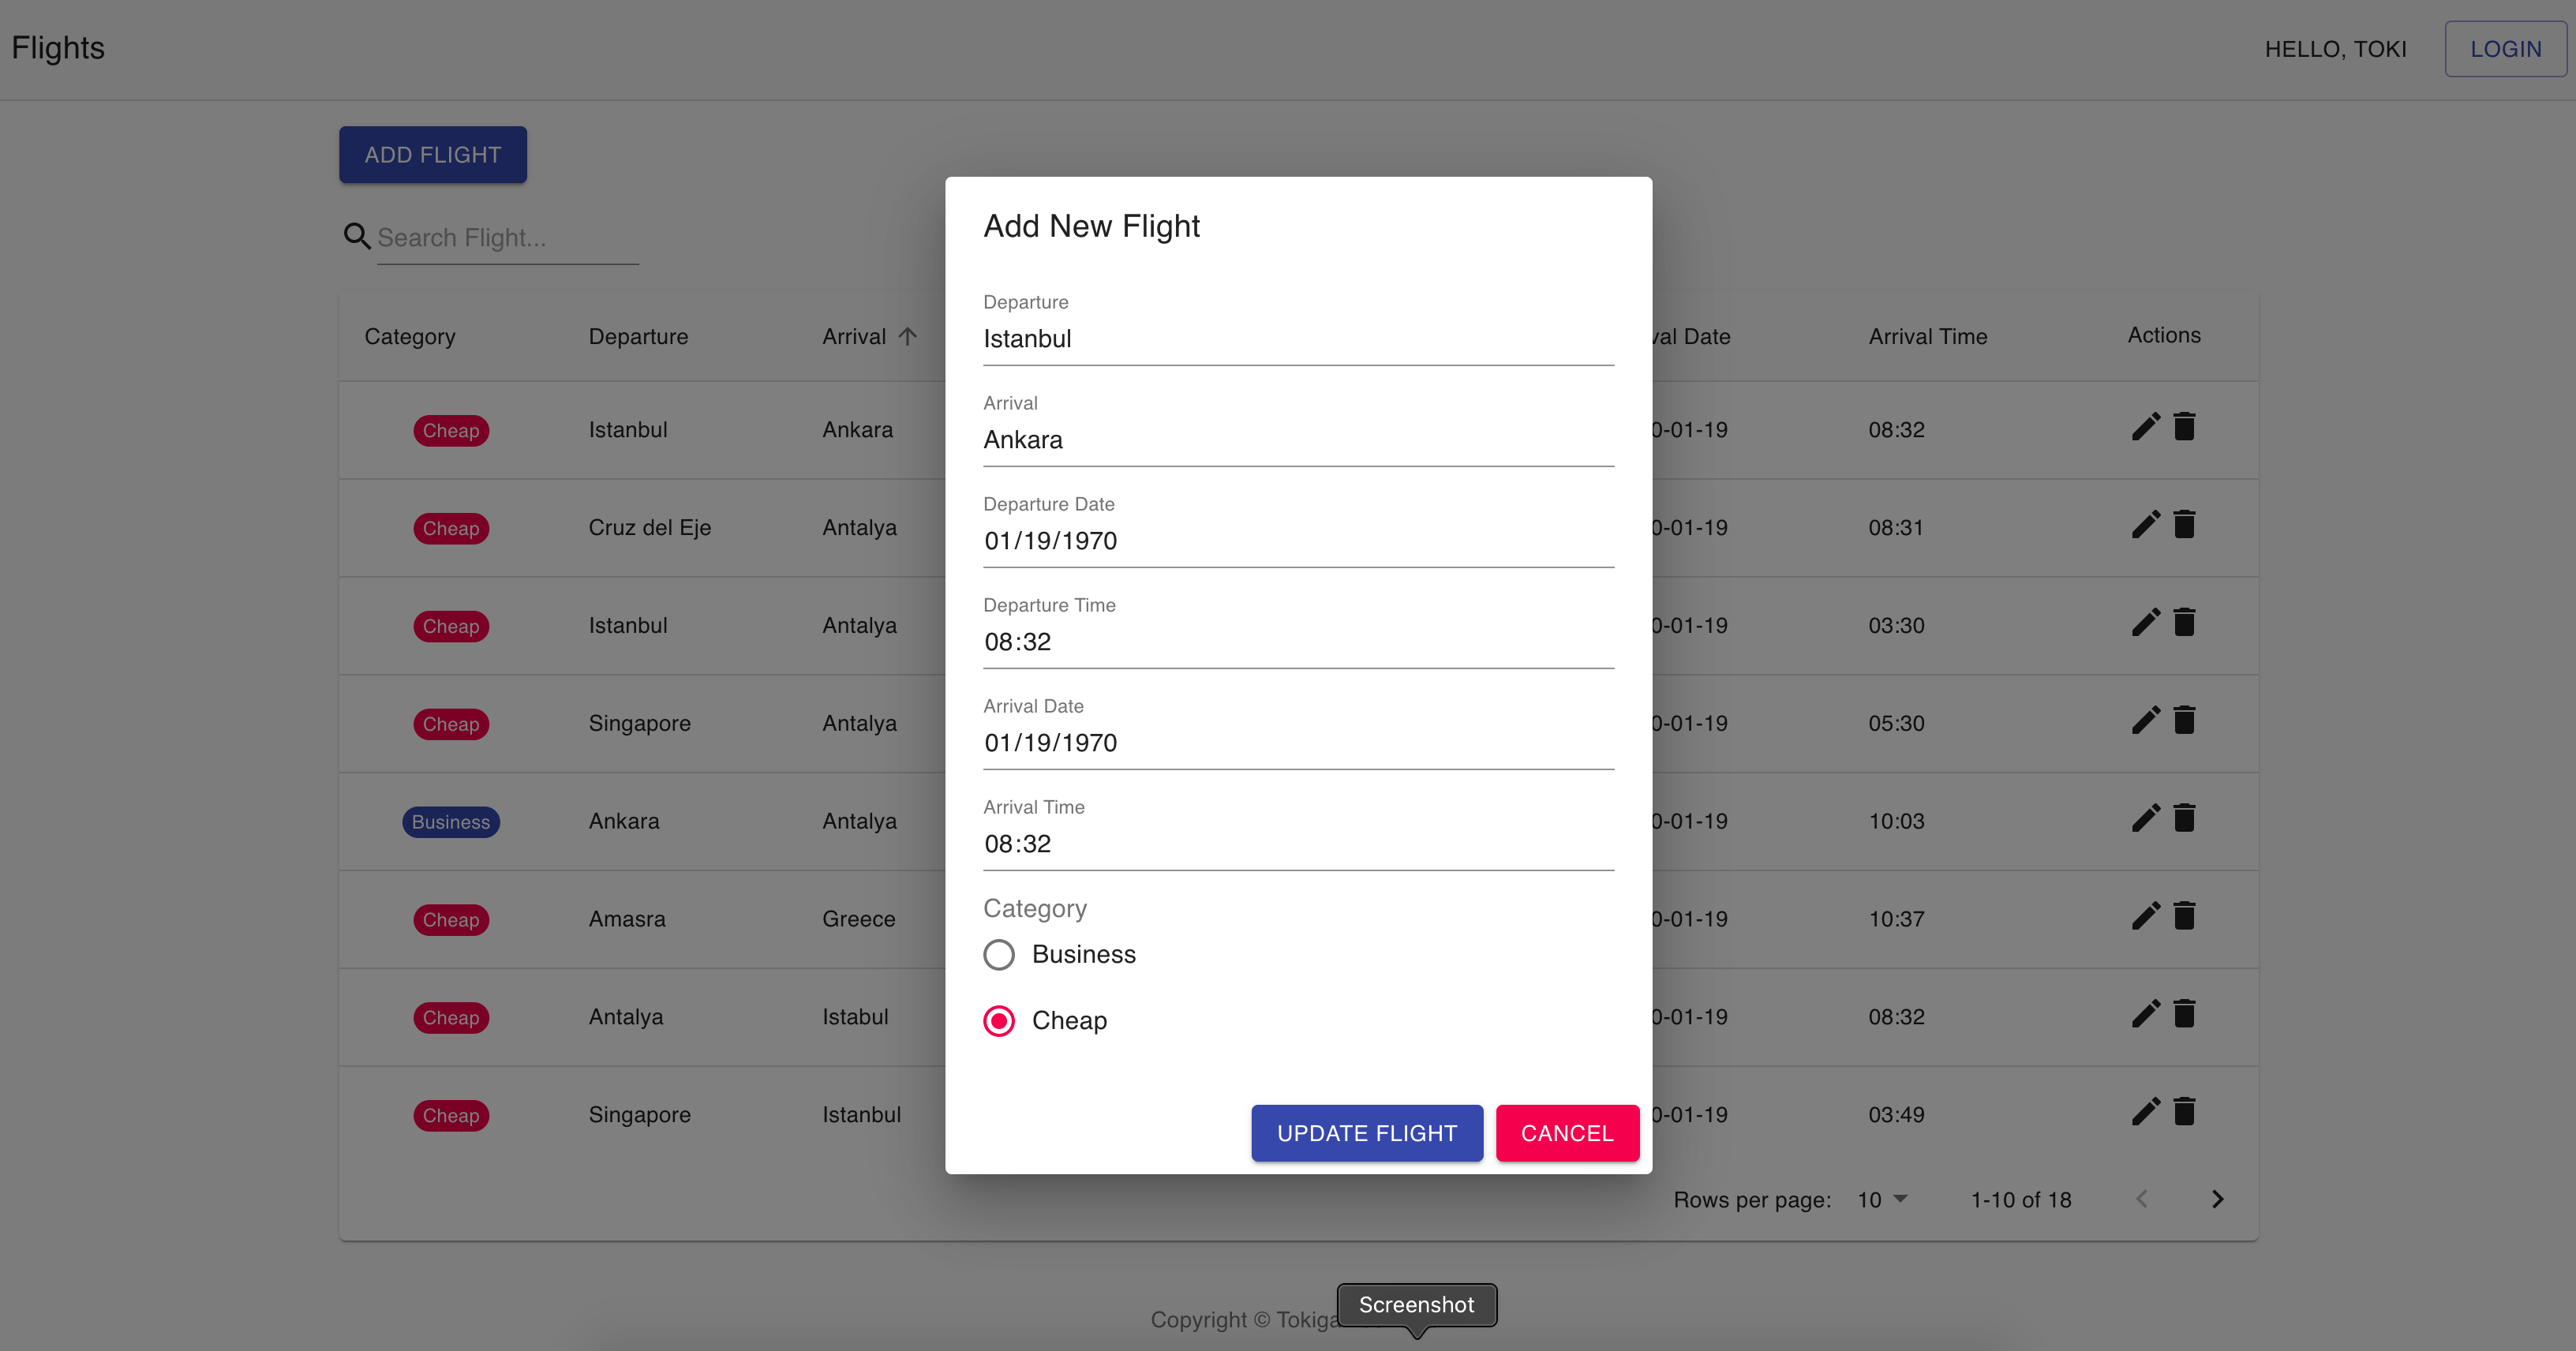 Flights HELLO, TOKI LOGIN
ADD FLIGHT
Search Flight...
Category Departure Arrival val Date Arrival Time Actions
Cheap Istanbul Ankara 0-01-19 08:32
Cheap Cruz del Eje Antalya 0-01-19 08:31
Cheap Istanbul Antalya 0-01-19 03:30
Cheap Singapore Antalya 0-01-19 05:30
Business Ankara Antalya 0-01-19 10:03
Cheap Amasra Greece 0-01-19 10:37
Cheap Antalya Istabul 0-01-19 08:32
Cheap Singapore Istanbul 0-01-19 03:49
Rows per page: 10 1-10 of 18
Add New Flight
Departure
Istanbul
Arrival
Ankara
Departure Date
01/19/1970
Departure Time
08:32
Arrival Date
01/19/1970
Arrival Time
08:32
Category
Business
Cheap
UPDATE FLIGHT CANCEL
Copyright © Tokiga
Screenshot